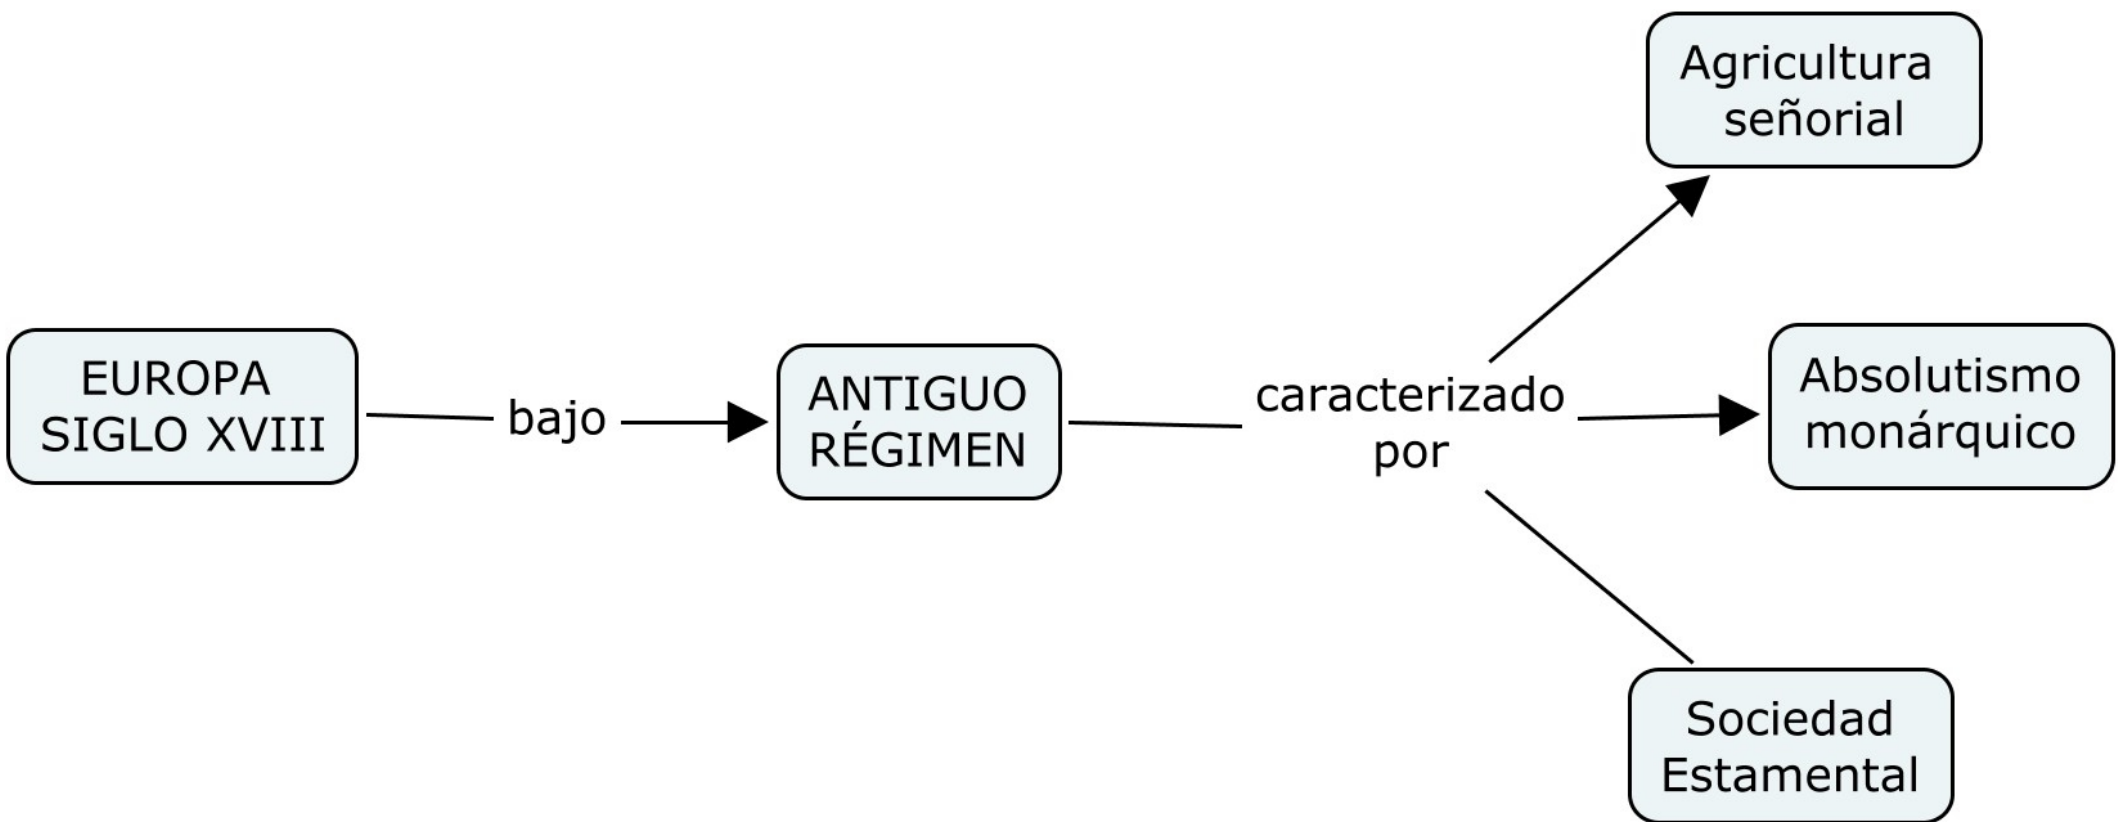 EUROPA
SIGLO XVIII
bajo
ANTIGUO
RÉGIMEN
caracterizado
por
Agricultura
señorial
Absolutismo
monárquico
Sociedad
Estamental